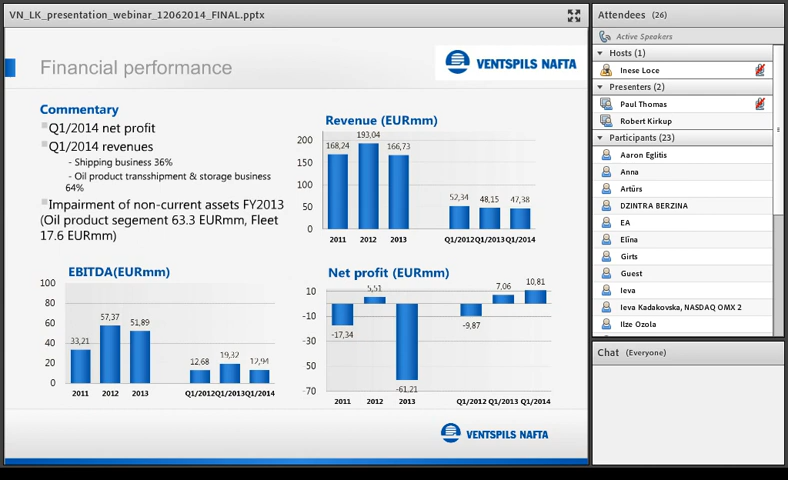 VN_LK_presentation_webinar_12062014_FINAL.pptx
Financial performance
VENTSPILS NAFTA
Commentary
Q1/2014 net profit
Q1/2014 revenues
- Shipping business 36%
- Oil product transshipment & storage business
64%
Impairment of non-current assets FY2013
(Oil product segement 63.3 EURmm, Fleet
17.6 EURmm)
Revenue (EURmm)
200
150
100
50
0
168,24
193,04
166,73
52,34
48,15
47,38
2011 2012 2013 Q1/2012 Q1/2013 Q1/2014
EBITDA(EURmm)
100
80
60
40
20
0
33,21
57,37
51,89
12,68
19,32
12,94
2011 2012 2013 Q1/2012 Q1/2013 Q1/2014
Net profit (EURmm)
10
-10
-30
50
-70
-17,34
5,51
-61,21
-9,87
7,06
10,81
2011 2012 2013 Q1/2012 Q1/2013 Q1/2014
VENTSPILS NAFTA
Attendees (26)
Active Speakers
Hosts (1)
Inese Loce
Presenters (2)
Paul Thomas
Robert Kirkup
Participants (23)
Aaron Eglitis
Anna
Artūrs
DZINTRA BERZINA
EA
Elīna
Girts
Guest
Ieva
Ieva Kadakovska, NASDAQ OMX 2
Ilze Ozola
Chat (Everyone)